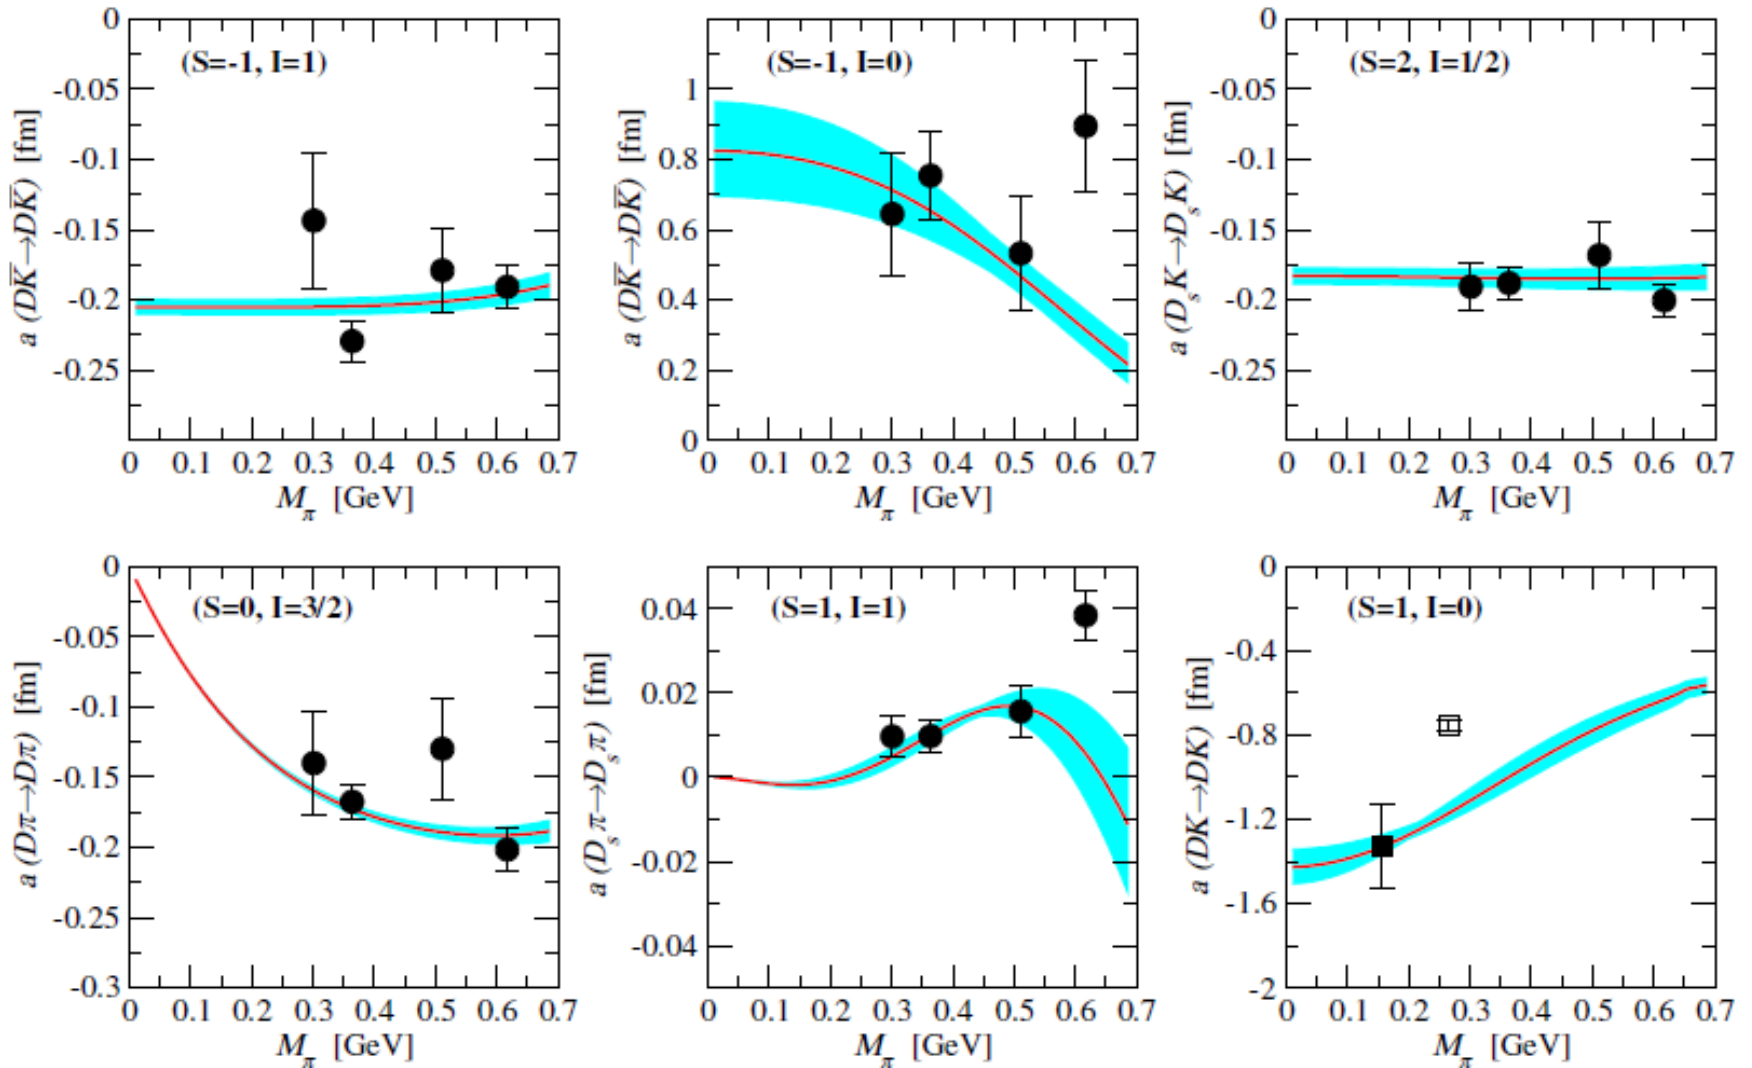 (S=-1, I=1)
0
-0.05
-0.1
-0.15
-0.2
-0.25
a (DK̅→DK̅) [fm]
0 0.1 0.2 0.3 0.4 0.5 0.6 0.7
M_π [GeV]
(S=-1, I=0)
1
0.8
0.6
0.4
0.2
0
a (DK̅→DK̅) [fm]
0 0.1 0.2 0.3 0.4 0.5 0.6 0.7
M_π [GeV]
(S=2, I=1/2)
0
-0.05
-0.1
-0.15
-0.2
-0.25
a (D_s K→D_s K) [fm]
0 0.1 0.2 0.3 0.4 0.5 0.6 0.7
M_π [GeV]
(S=0, I=3/2)
0
-0.05
-0.1
-0.15
-0.2
-0.25
-0.3
a (Dπ→Dπ) [fm]
0 0.1 0.2 0.3 0.4 0.5 0.6 0.7
M_π [GeV]
(S=1, I=1)
0.04
0.02
0
-0.02
-0.04
a (D_s π→D_s π) [fm]
0 0.1 0.2 0.3 0.4 0.5 0.6 0.7
M_π [GeV]
(S=1, I=0)
0
-0.4
-0.8
-1.2
-1.6
-2
a (DK→DK) [fm]
0 0.1 0.2 0.3 0.4 0.5 0.6 0.7
M_π [GeV]